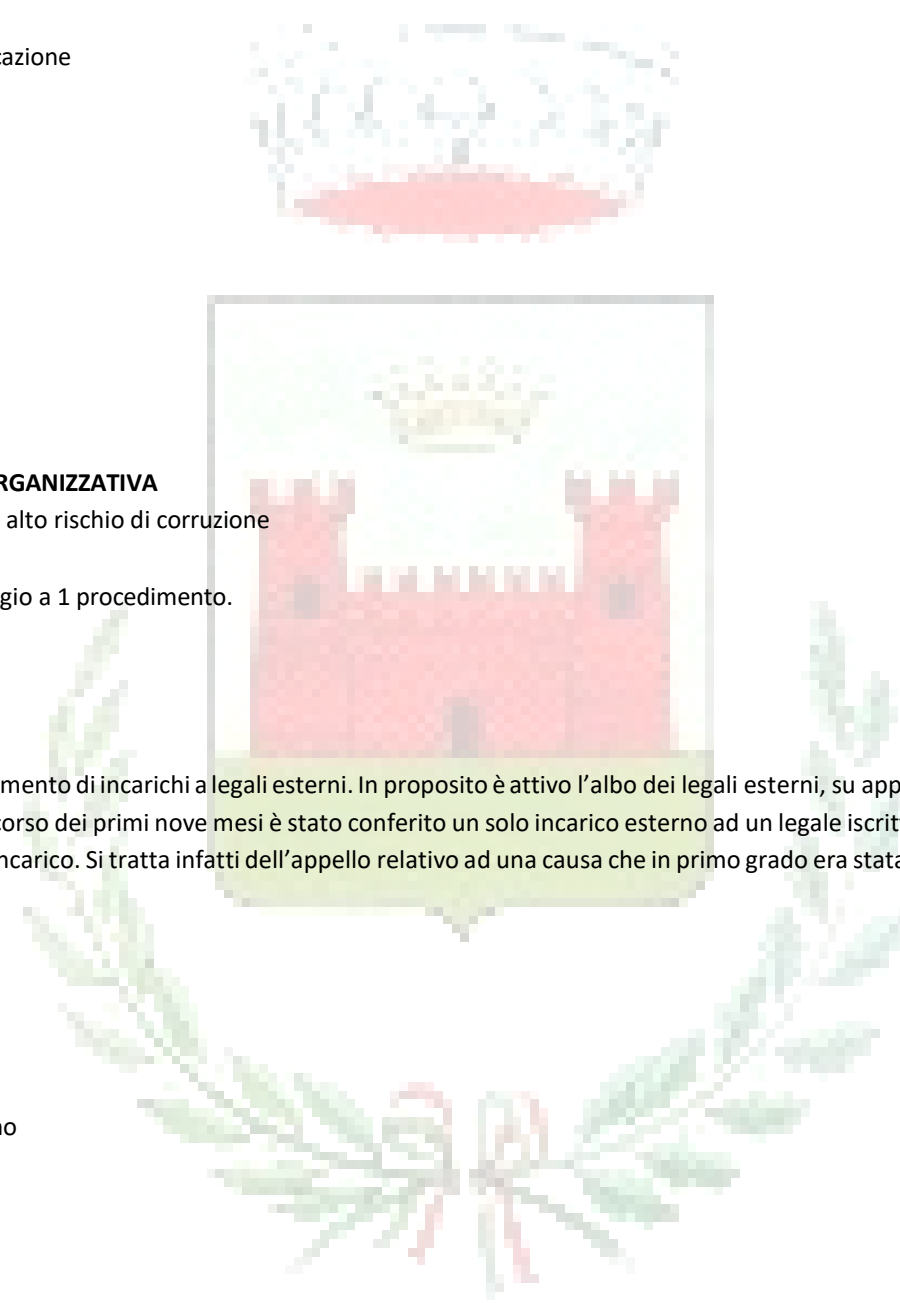 cazione
RGANIZZATIVA
alto rischio di corruzione
gio a 1 procedimento.
mento di incarichi a legali esterni. In proposito è attivo l’albo dei legali esterni, su app
corso dei primi nove mesi è stato conferito un solo incarico esterno ad un legale iscrit
ncarico. Si tratta infatti dell’appello relativo ad una causa che in primo grado era stata
no